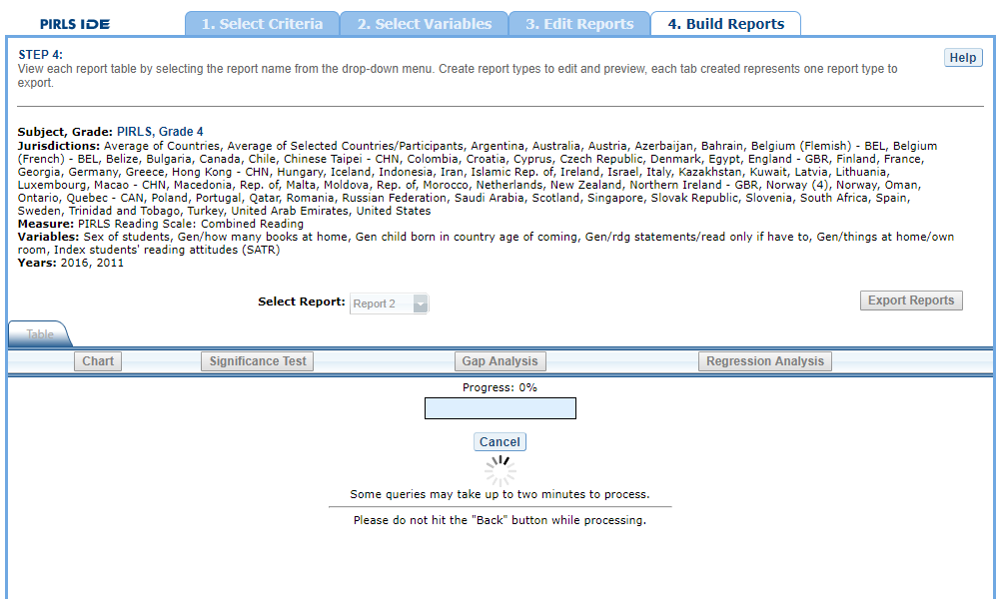 PIRLS IDE
1. Select Criteria
2. Select Variables
3. Edit Reports
4. Build Reports
STEP 4:
Help
View each report table by selecting the report name from the drop-down menu. Create report types to edit and preview, each tab created represents one report type to
export.
Subject, Grade: PIRLS, Grade 4
Jurisdictions: Average of Countries, Average of Selected Countries/Participants, Argentina, Australia, Austria, Azerbaijan, Bahrain, Belgium (Flemish) - BEL, Belgium
(French) - BEL, Belize, Bulgaria, Canada, Chile, Chinese Taipei - CHN, Colombia, Croatia, Cyprus, Czech Republic, Denmark, Egypt, England - GBR, Finland, France,
Georgia, Germany, Greece, Hong Kong - CHN, Hungary, Iceland, Indonesia, Iran, Islamic Rep. of, Ireland, Israel, Italy, Kazakhstan, Kuwait, Latvia, Lithuania,
Luxembourg, Macao - CHN, Macedonia, Rep. of, Malta, Moldova, Rep. of, Morocco, Netherlands, New Zealand, Northern Ireland - GBR, Norway (4), Norway, Oman,
Ontario, Quebec - CAN, Poland, Portugal, Qatar, Romania, Russian Federation, Saudi Arabia, Scotland, Singapore, Slovak Republic, Slovenia, South Africa, Spain,
Sweden, Trinidad and Tobago, Turkey, United Arab Emirates, United States
Measure: PIRLS Reading Scale: Combined Reading
Variables: Sex of students, Gen/how many books at home, Gen child born in country age of coming, Gen/rdg statements/read only if have to, Gen/things at home/own
room, Index students' reading attitudes (SATR)
Years: 2016, 2011
Select Report: Report 2
Export Reports
Table
Chart
Significance Test
Gap Analysis
Regression Analysis
Progress: 0%
Cancel
Some queries may take up to two minutes to process.
Please do not hit the "Back" button while processing.